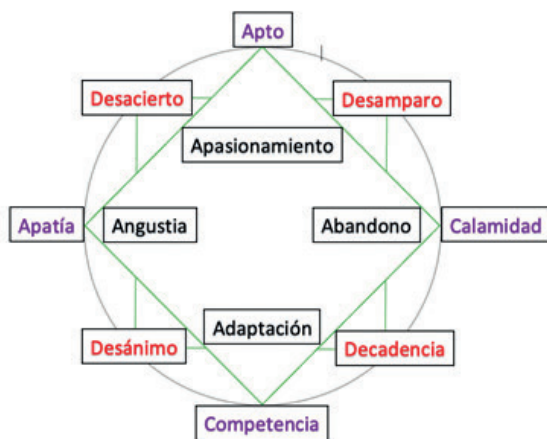 Apto
Desacierto
Desamparo
Apasionamiento
Apatía
Angustia
Abandono
Calamidad
Adaptación
Desánimo
Decadencia
Competencia